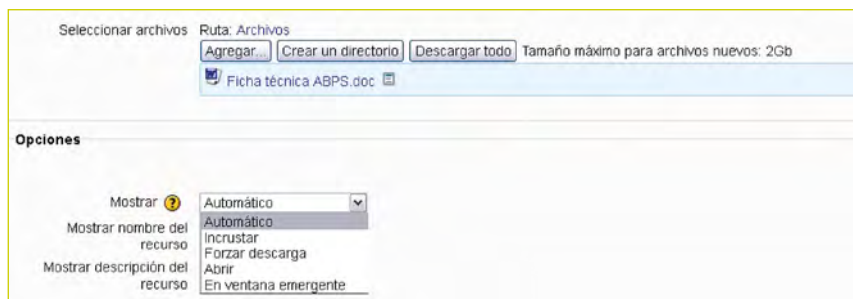 Seleccionar archivos Ruta: Archivos
Agregar... Crear un directorio Descargar todo Tamaño máximo para archivos nuevos: 2Gb
Ficha técnica ABPS.doc
Opciones
Mostrar ? Automático
Automático
Mostrar nombre del recurso
Incrustar
Forzar descarga
Mostrar descripción del recurso
Abrir
En ventana emergente